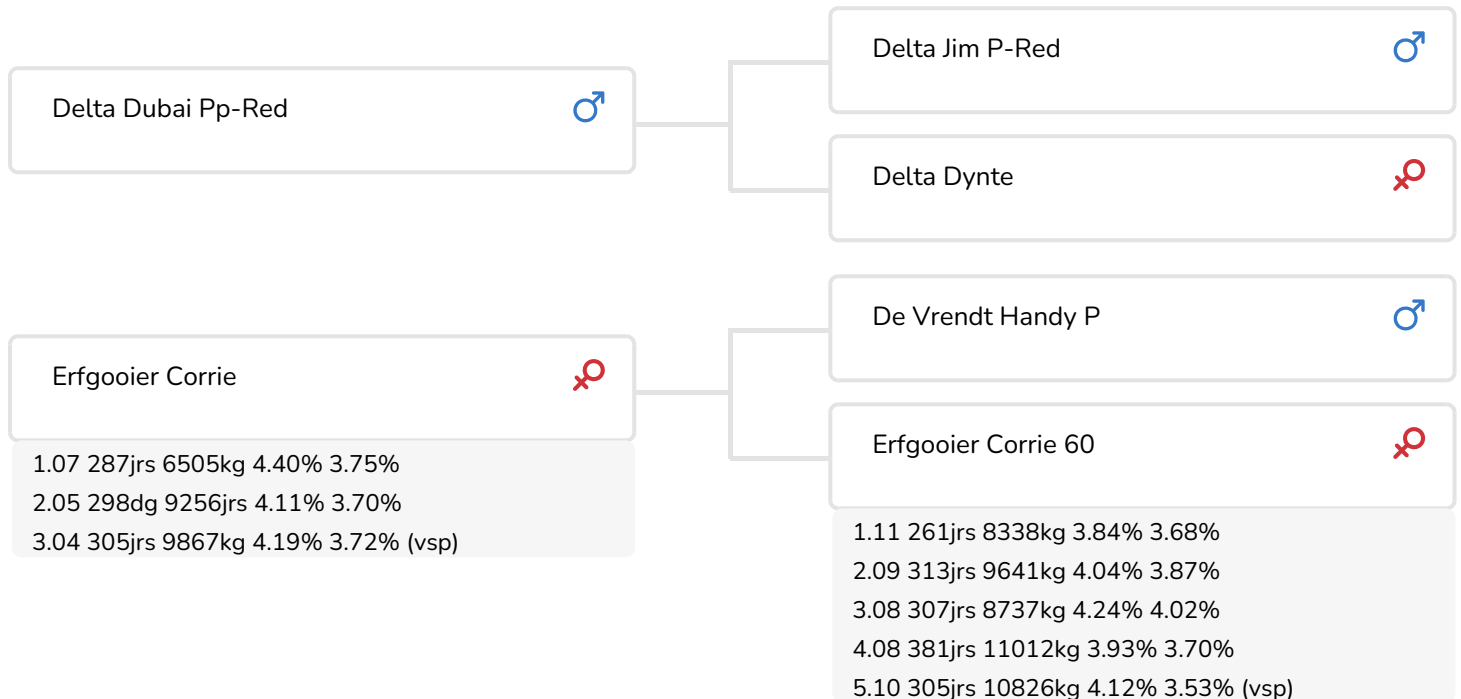 Delta Dubai Pp-Red
Delta Jim P-Red
Delta Dynte
Erfgooier Corrie
1.07 287jrs 6505kg 4.40% 3.75%
2.05 298dg 9256jrs 4.11% 3.70%
3.04 305jrs 9867kg 4.19% 3.72% (vsp)
De Vrendt Handy P
Erfgooier Corrie 60
1.11 261jrs 8338kg 3.84% 3.68%
2.09 313jrs 9641kg 4.04% 3.87%
3.08 307jrs 8737kg 4.24% 4.02%
4.08 381jrs 11012kg 3.93% 3.70%
5.10 305jrs 10826kg 4.12% 3.53% (vsp)